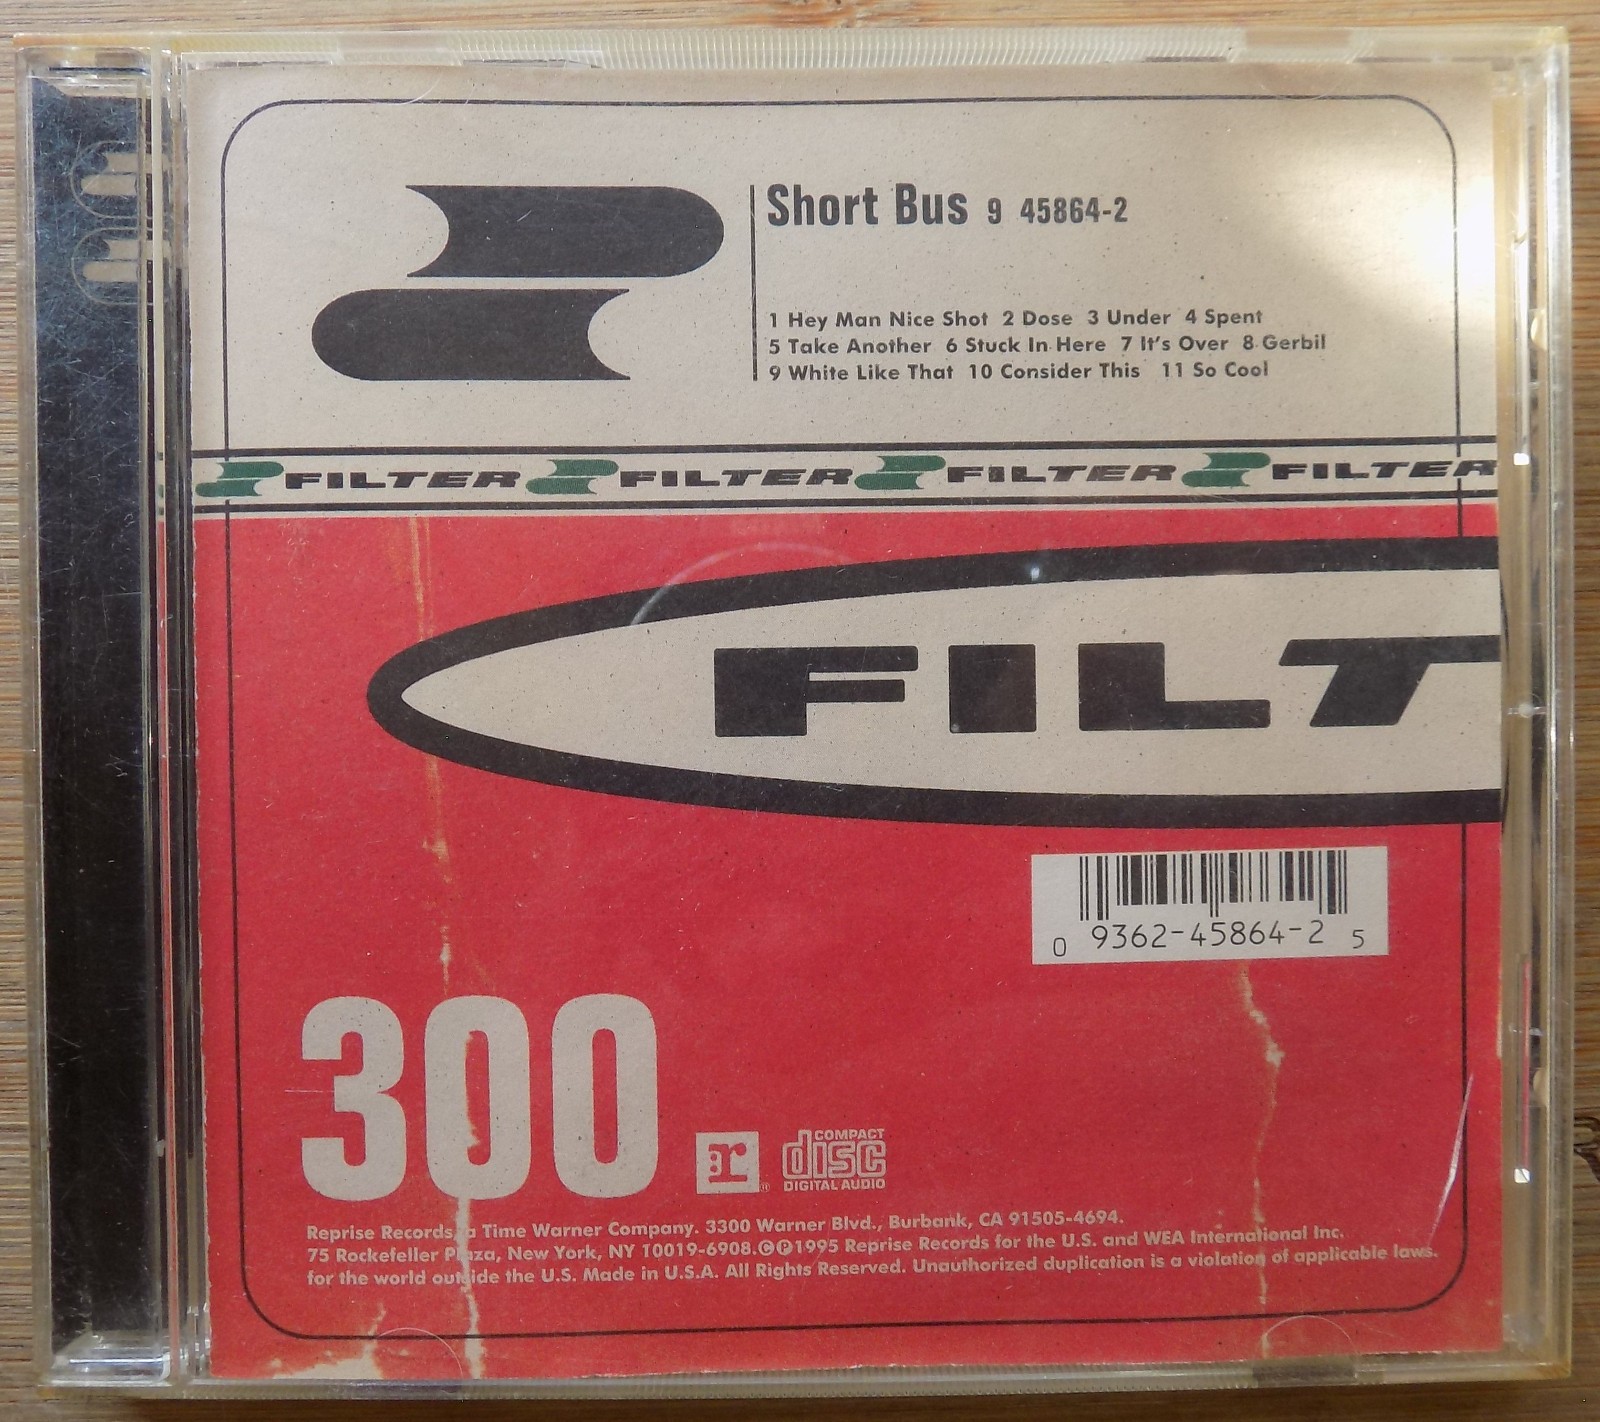 Short Bus 9 45864-2
1 Hey Man Nice Shot 2 Dose 3 Under 4 Spent
5 Take Another 6 Stuck In Here 7 It's Over 8 Gerbil
9 White Like That 10 Consider This 11 So Cool
FILTER FILTER FILTER FILTER
FILT
0 9362-45864-2 5
300
r ® COMPACT
disc
DIGITAL AUDIO
Reprise Records, a Time Warner Company. 3300 Warner Blvd., Burbank, CA 91505-4694.
75 Rockefeller Plaza, New York, NY 10019-6908.©℗1995 Reprise Records for the U.S. and WEA International Inc.
for the world outside the U.S. Made in U.S.A. All Rights Reserved. Unauthorized duplication is a violation of applicable laws.